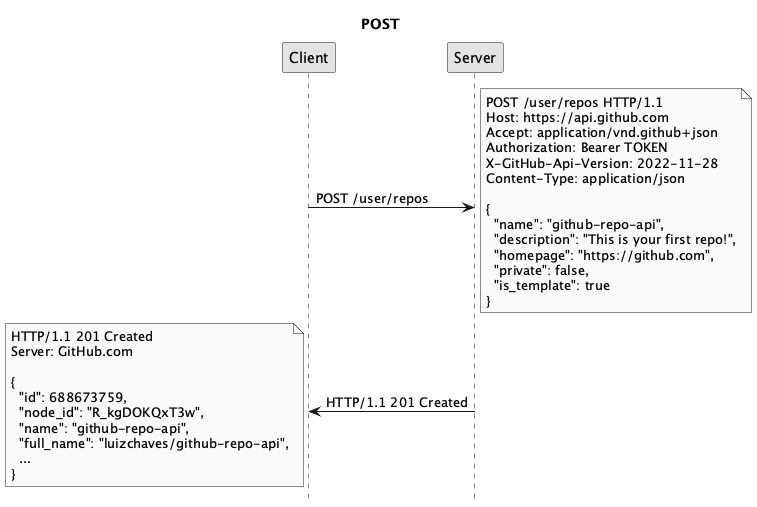 POST
Client
Server
POST /user/repos HTTP/1.1
Host: https://api.github.com
Accept: application/vnd.github+json
Authorization: Bearer TOKEN
X-GitHub-Api-Version: 2022-11-28
Content-Type: application/json
POST /user/repos
{
"name": "github-repo-api",
"description": "This is your first repo!",
"homepage": "https://github.com",
"private": false,
"is_template": true
}
HTTP/1.1 201 Created
Server: GitHub.com
{
"id": 688673759,
"node_id": "R_kgDOKQxT3w",
"name": "github-repo-api",
"full_name": "luizchaves/github-repo-api",
...
}
HTTP/1.1 201 Created